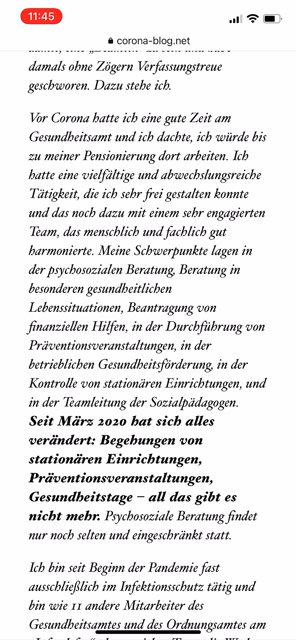 11:45
corona-blog.net
damals ohne Zögern Verfassungstreue
geschworen. Dazu stehe ich.
Vor Corona hatte ich eine gute Zeit am
Gesundheitsamt und ich dachte, ich würde bis
zu meiner Pensionierung dort arbeiten. Ich
hatte eine vielfältige und abwechslungsreiche
Tätigkeit, die ich sehr frei gestalten konnte
und das noch dazu mit einem sehr engagierten
Team, das menschlich und fachlich gut
harmonierte. Meine Schwerpunkte lagen in
der psychosozialen Beratung, Beratung in
besonderen gesundheitlichen
Lebenssituationen, Beantragung von
finanziellen Hilfen, in der Durchführung von
Präventionsveranstaltungen, in der
betrieblichen Gesundheitsförderung, in der
Kontrolle von stationären Einrichtungen, und
in der Teamleitung der Sozialpädagogen.
Seit März 2020 hat sich alles
verändert: Begehungen von
stationären Einrichtungen,
Präventionsveranstaltungen,
Gesundheitstage – all das gibt es
nicht mehr. Psychosoziale Beratung findet
nur noch selten und eingeschränkt statt.
Ich bin seit Beginn der Pandemie fast
ausschließlich im Infektionsschutz tätig und
bin wie 11 andere Mitarbeiter des
Gesundheitsamtes und des Ordnungsamtes am